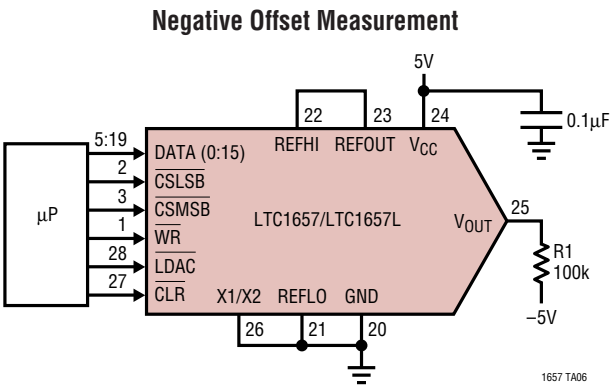 Negative Offset Measurement
5V
22
23
24
0.1µF
5:19
2
3
1
28
27
µP
DATA (0:15)
CSLSB
CSMSB
WR
LDAC
CLR
REFHI
REFOUT
VCC
LTC1657/LTC1657L
VOUT
25
R1
100k
–5V
X1/X2
REFLO
GND
26
21
20
1657 TA06